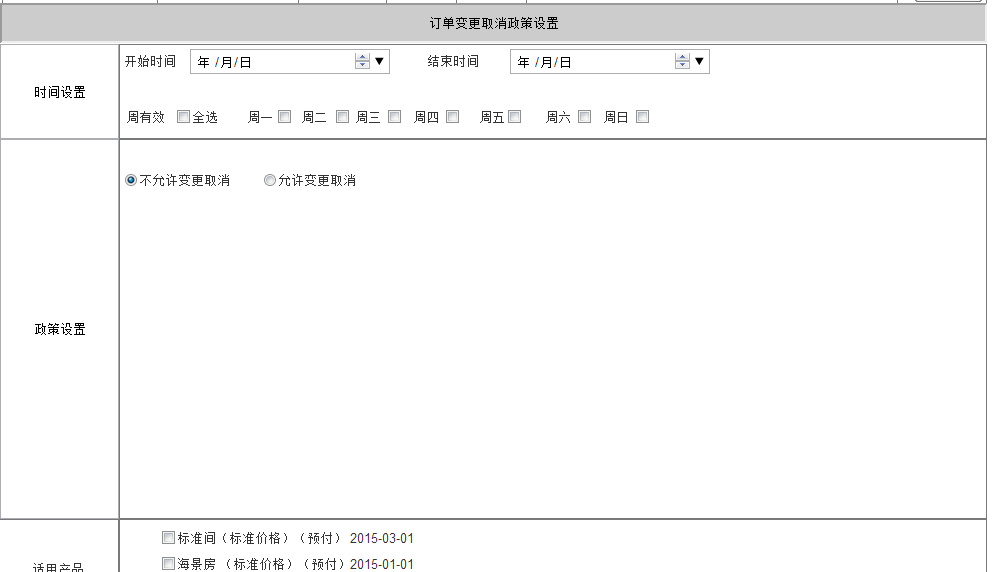 订单变更取消政策设置
开始时间 年 /月/日 结束时间 年 /月/日
时间设置
周有效 全选 周一 周二 周三 周四 周五 周六 周日
不允许变更取消 允许变更取消
政策设置
标准间（标准价格）（预付） 2015-03-01
海景房 （标准价格）（预付）2015-01-01
适用产品